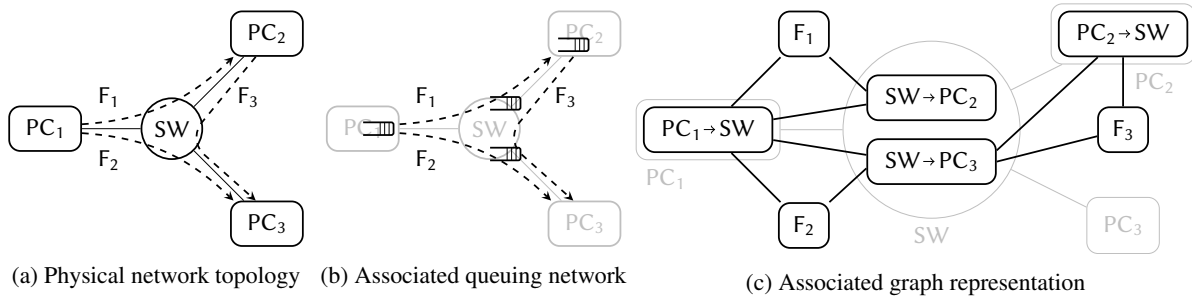 PC2
F1
F3
PC1
SW
F2
PC3
(a) Physical network topology
PC2
F1
F3
PC1
SW
F2
PC3
(b) Associated queuing network
F1
PC2→SW
PC2
SW→PC2
PC1→SW
F3
SW→PC3
PC1
F2
SW
PC3
(c) Associated graph representation